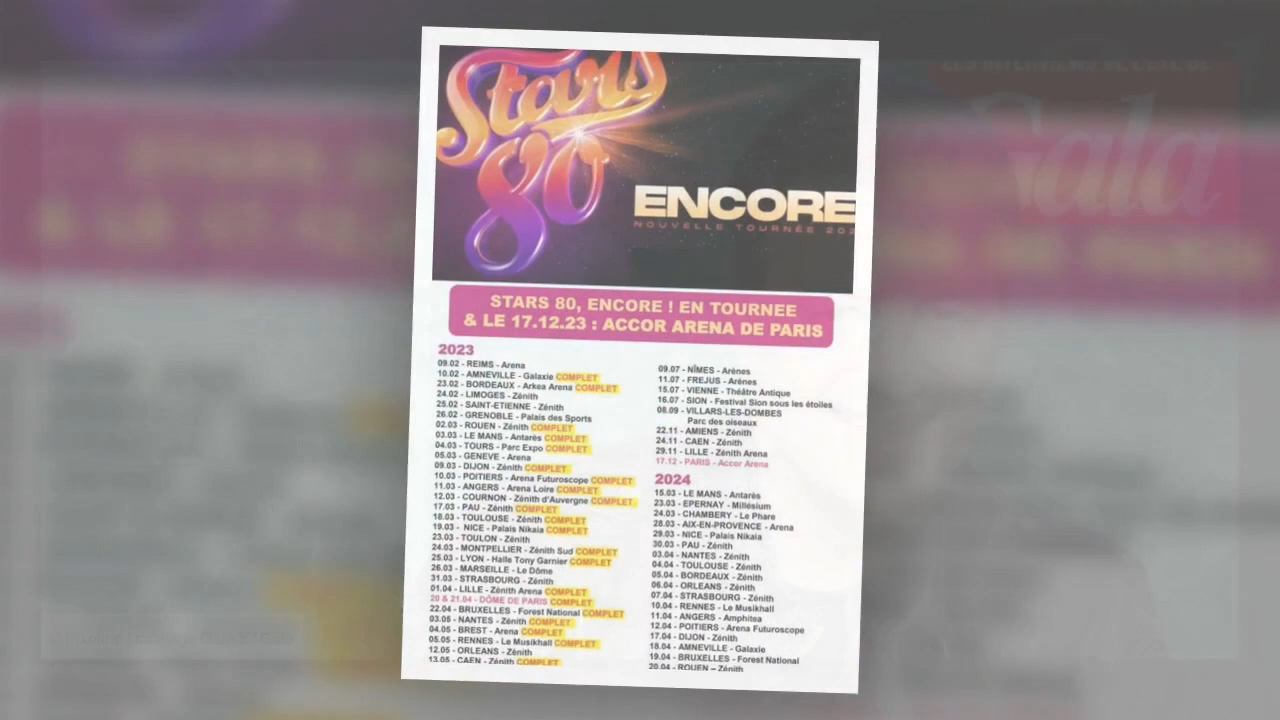 Stars
80
ENCORE
NOUVELLE TOURNÉE 202
STARS 80, ENCORE ! EN TOURNEE
& LE 17.12.23 : ACCOR ARENA DE PARIS
2023
09.02 - REIMS - Arena
10.02 - AMNEVILLE - Galaxie COMPLET
23.02 - BORDEAUX - Arkea Arena COMPLET
24.02 - LIMOGES - Zénith
25.02 - SAINT-ETIENNE - Zénith
26.02 - GRENOBLE - Palais des Sports
02.03 - ROUEN - Zénith COMPLET
03.03 - LE MANS - Antarès COMPLET
04.03 - TOURS - Parc Expo COMPLET
05.03 - GENEVE - Arena
09.03 - DIJON - Zénith COMPLET
10.03 - POITIERS - Arena Futuroscope COMPLET
11.03 - ANGERS - Arena Loire COMPLET
12.03 - COURNON - Zénith d'Auvergne COMPLET
17.03 - PAU - Zénith COMPLET
18.03 - TOULOUSE - Zénith COMPLET
19.03 - NICE - Palais Nikaia COMPLET
23.03 - TOULON - Zénith
24.03 - MONTPELLIER - Zénith Sud COMPLET
25.03 - LYON - Halle Tony Garnier COMPLET
26.03 - MARSEILLE - Le Dôme
31.03 - STRASBOURG - Zénith
01.04 - LILLE - Zénith Arena COMPLET
20 & 21.04 - DÔME DE PARIS COMPLET
22.04 - BRUXELLES - Forest National COMPLET
03.05 - NANTES - Zénith COMPLET
04.05 - BREST - Arena COMPLET
05.05 - RENNES - Le Musikhall COMPLET
12.05 - ORLEANS - Zénith
13.05 - CAEN - Zénith COMPLET
09.07 - NÎMES - Arènes
11.07 - FREJUS - Arènes
15.07 - VIENNE - Théâtre Antique
16.07 - SION - Festival Sion sous les étoiles
08.09 - VILLARS-LES-DOMBES
Parc des oiseaux
22.11 - AMIENS - Zénith
24.11 - CAEN - Zénith
29.11 - LILLE - Zénith Arena
17.12 - PARIS - Accor Arena
2024
15.03 - LE MANS - Antarès
23.03 - EPERNAY - Millésium
24.03 - CHAMBERY - Le Phare
28.03 - AIX-EN-PROVENCE - Arena
29.03 - NICE - Palais Nikaia
30.03 - PAU - Zénith
03.04 - NANTES - Zénith
04.04 - TOULOUSE - Zénith
05.04 - BORDEAUX - Zénith
06.04 - ORLEANS - Zénith
07.04 - STRASBOURG - Zénith
10.04 - RENNES - Le Musikhall
11.04 - ANGERS - Amphitea
12.04 - POITIERS - Arena Futuroscope
17.04 - DIJON - Zénith
18.04 - AMNEVILLE - Galaxie
19.04 - BRUXELLES - Forest National
20.04 - ROUEN – Zénith
Gala